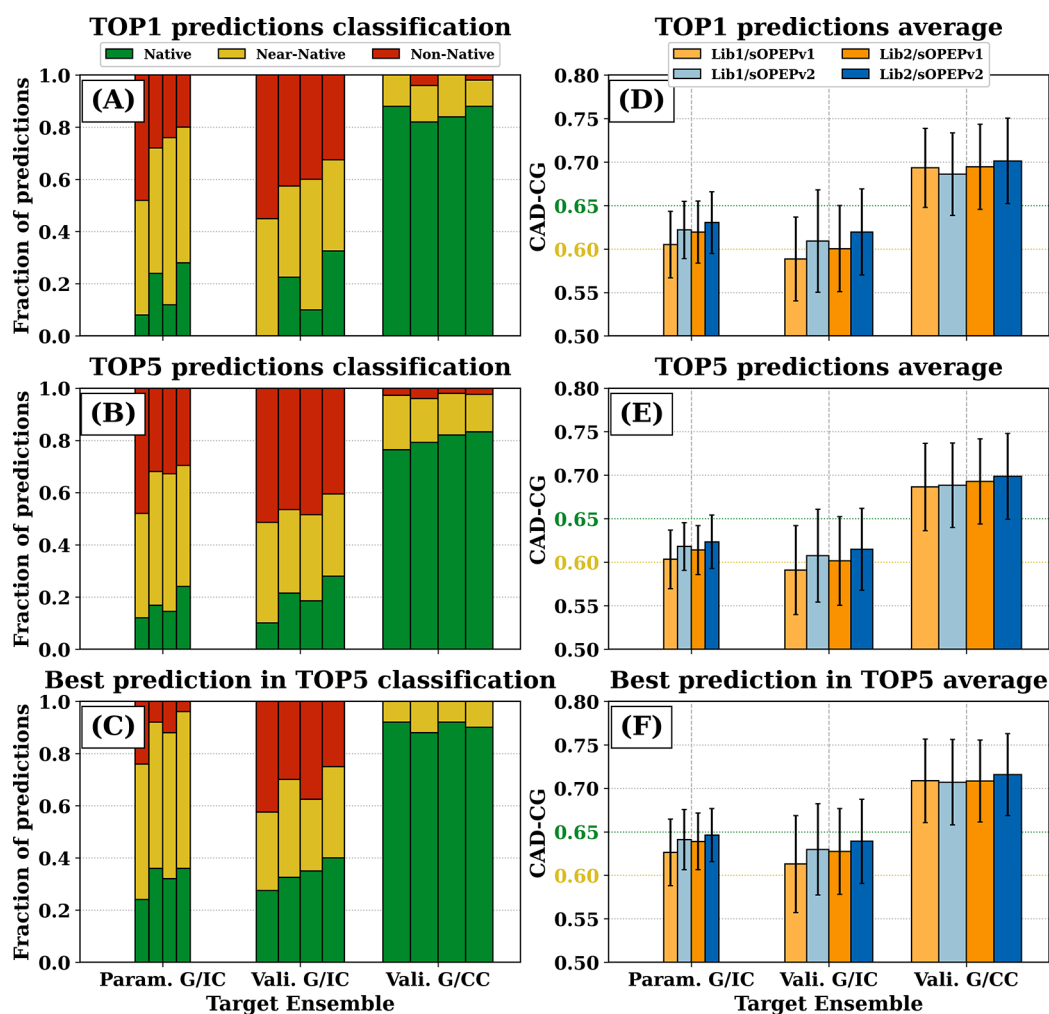 TOP1 predictions classification
Native Near-Native Non-Native
(A)
Fraction of predictions
1.0
0.8
0.6
0.4
0.2
0.0
TOP1 predictions average
Lib1/sOPEPv1 Lib2/sOPEPv1
Lib1/sOPEPv2 Lib2/sOPEPv2
(D)
CAD-CG
0.80
0.75
0.70
0.65
0.60
0.55
0.50
TOP5 predictions classification
(B)
Fraction of predictions
1.0
0.8
0.6
0.4
0.2
0.0
TOP5 predictions average
(E)
CAD-CG
0.80
0.75
0.70
0.65
0.60
0.55
0.50
Best prediction in TOP5 classification
(C)
Fraction of predictions
1.0
0.8
0.6
0.4
0.2
0.0
Param. G/IC Vali. G/IC Vali. G/CC
Target Ensemble
Best prediction in TOP5 average
(F)
CAD-CG
0.80
0.75
0.70
0.65
0.60
0.55
0.50
Param. G/IC Vali. G/IC Vali. G/CC
Target Ensemble